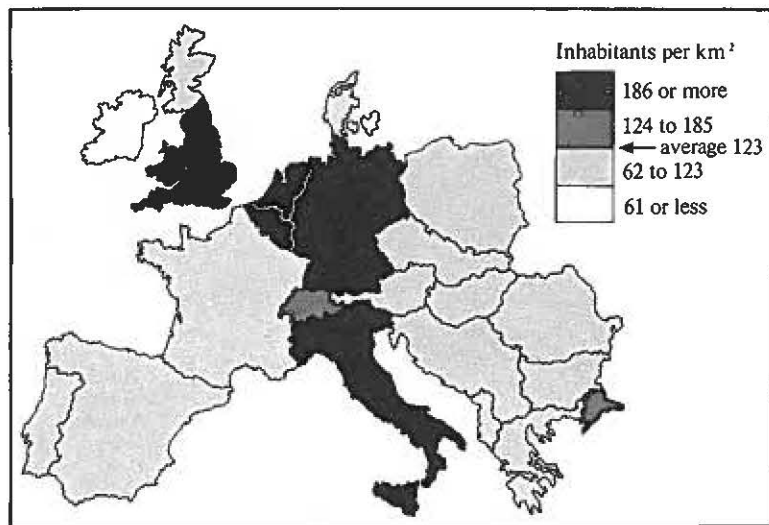 Inhabitants per km²
186 or more
124 to 185
average 123
62 to 123
61 or less